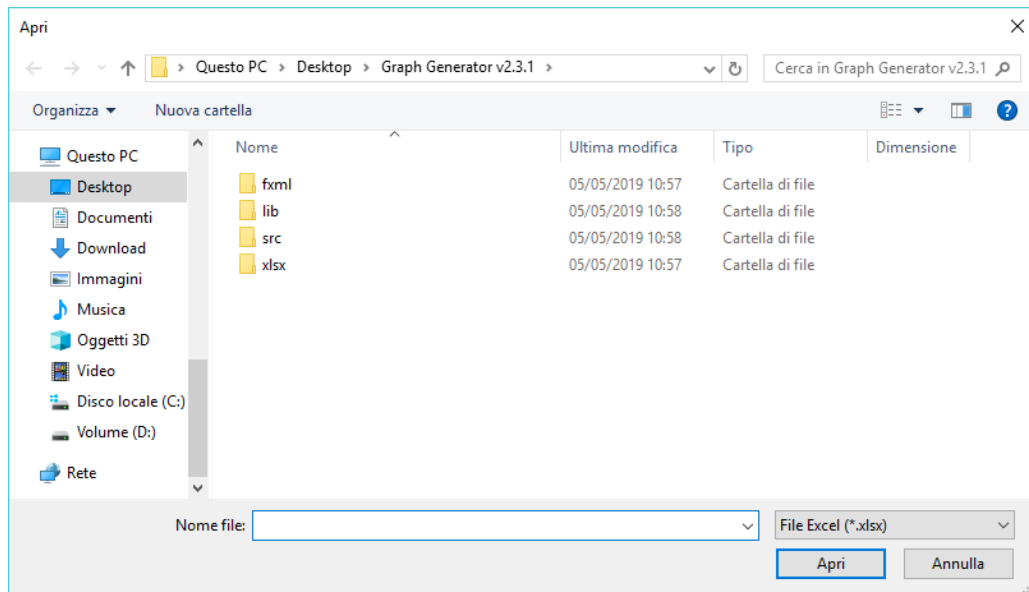 Apri
Questo PC > Desktop > Graph Generator v2.3.1 >
Cerca in Graph Generator v2.3.1
Organizza
Nuova cartella
Nome
Ultima modifica
Tipo
Dimensione
Questo PC
Desktop
Documenti
Download
Immagini
Musica
Oggetti 3D
Video
Disco locale (C:)
Volume (D:)
Rete
fxml 05/05/2019 10:57 Cartella di file
lib 05/05/2019 10:58 Cartella di file
src 05/05/2019 10:58 Cartella di file
xlsx 05/05/2019 10:57 Cartella di file
Nome file:
File Excel (*.xlsx)
Apri
Annulla